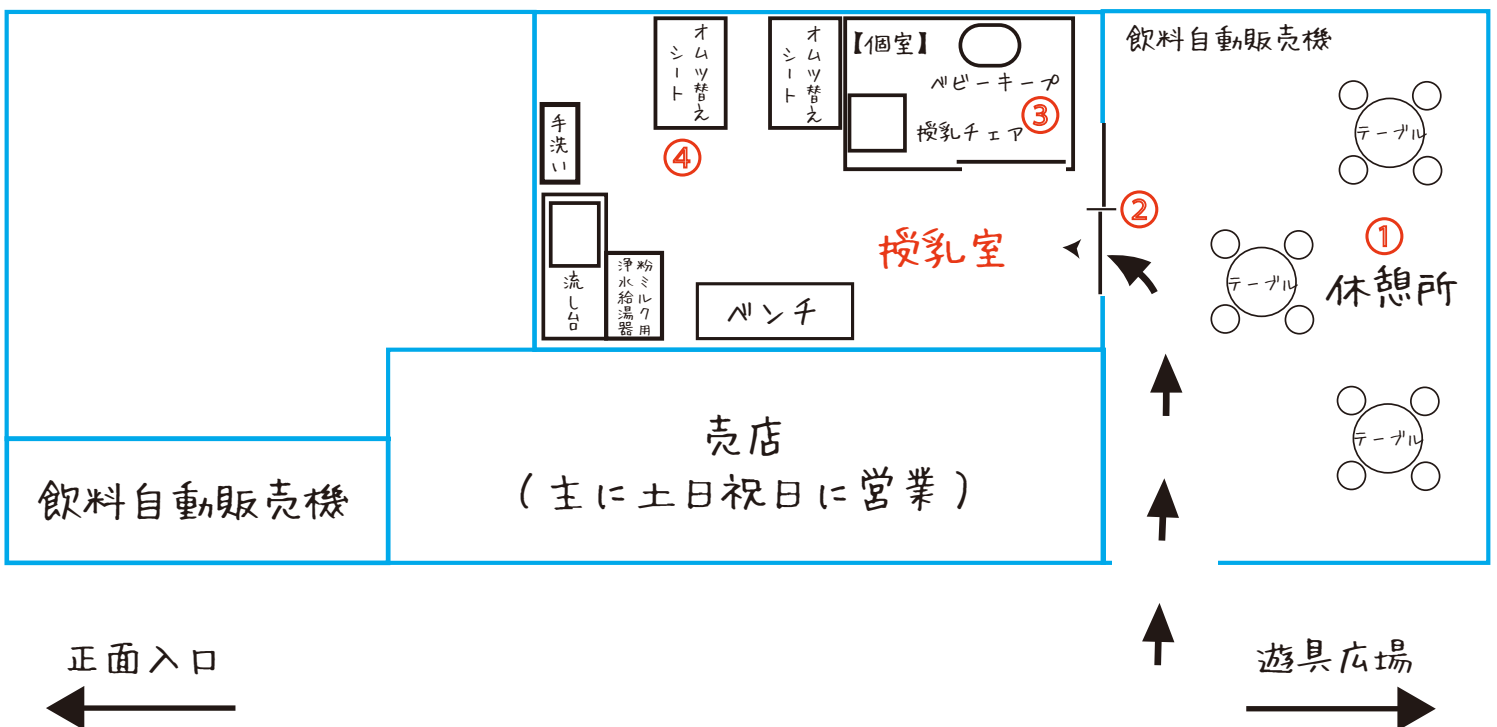 飲料自動販売機
オムツ替え
シート
オムツ替え
シート
【個室】
ベビーキープ
③
授乳チェア
手洗い
④
テーブル
②
①
授乳室
休憩所
テーブル
流し台
粉ミルク用
浄水給湯器
ベンチ
売店
(主に土日祝日に営業)
テーブル
飲料自動販売機
正面入口
遊具広場